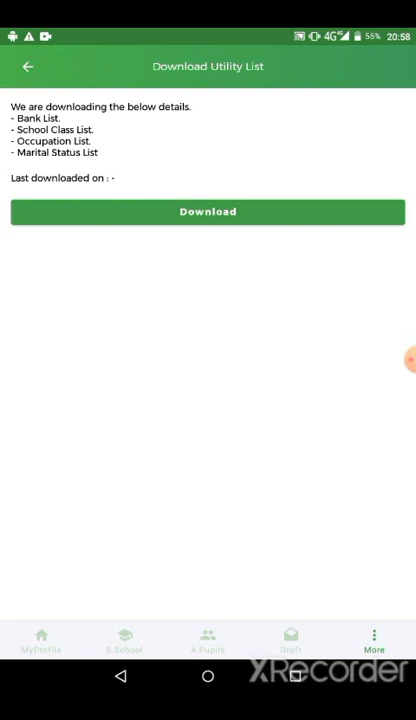 4G 4G 55% 20:58
Download Utility List
We are downloading the below details.
- Bank List.
- School Class List.
- Occupation List.
- Marital Status List
Last downloaded on : -
Download
MyProfile S.School A.Pupils Draft More
XRecorder